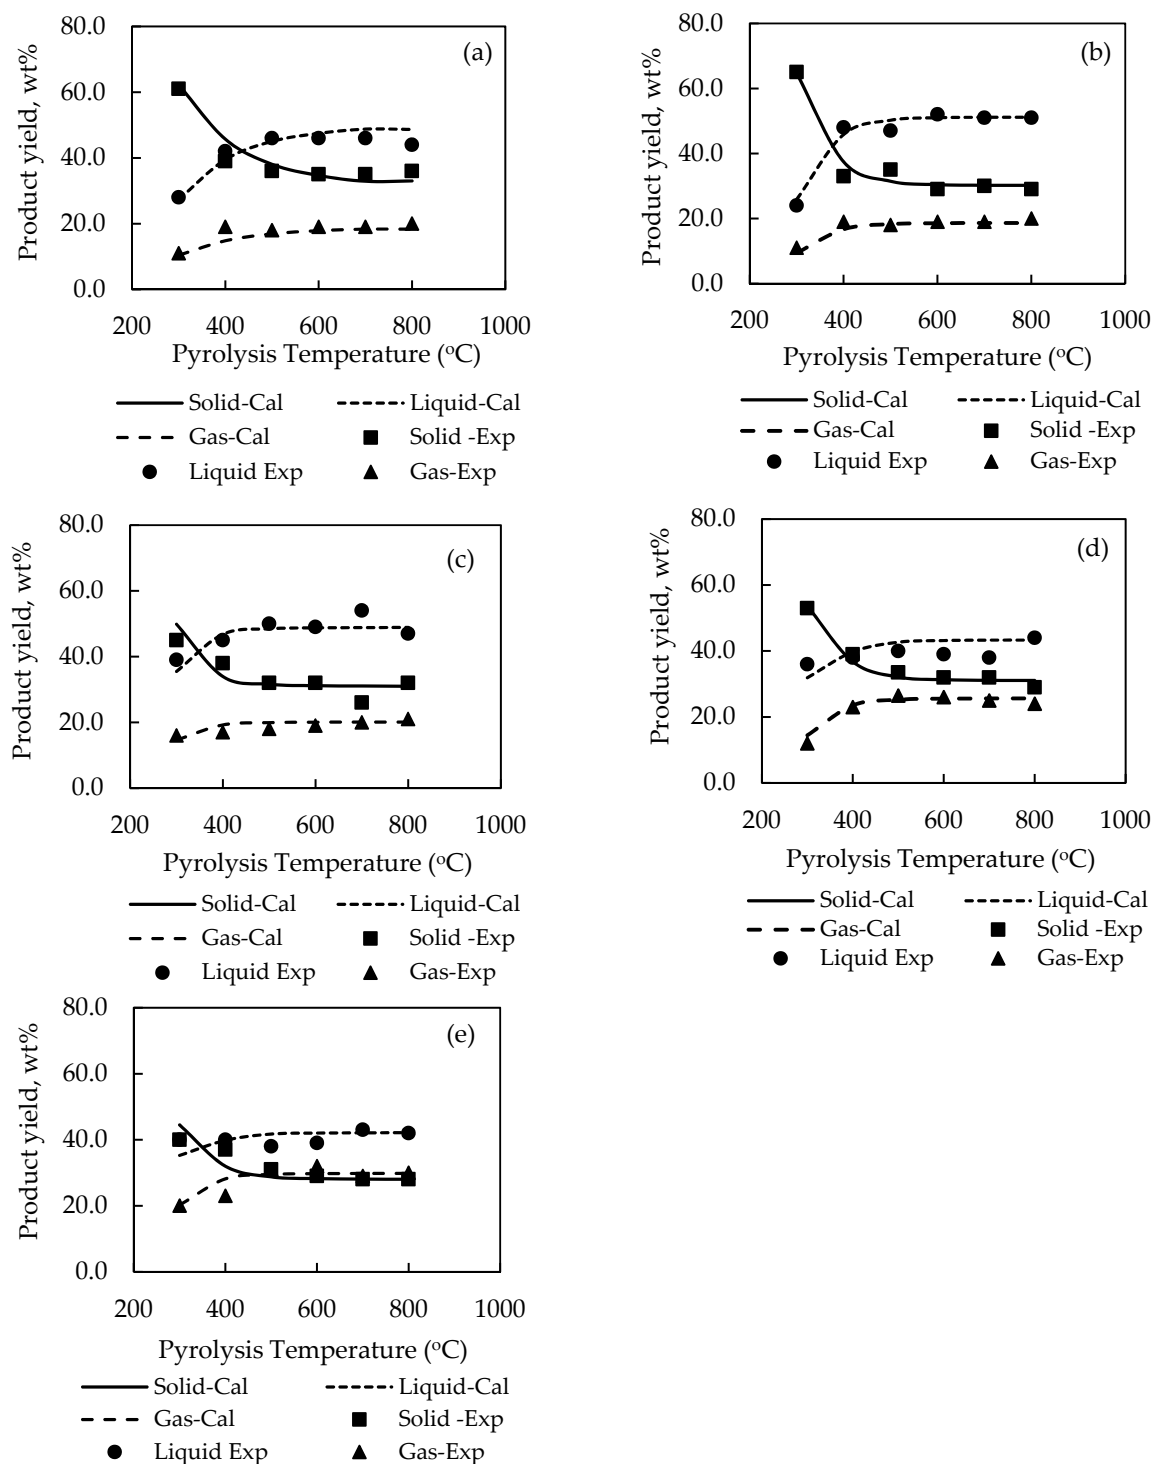 Product yield, wt%
80.0
60.0
40.0
20.0
0.0
(a)
200 400 600 800 1000
Pyrolysis Temperature (oC)
Solid-Cal Liquid-Cal
Gas-Cal Solid -Exp
Liquid Exp Gas-Exp
Product yield, wt%
80.0
60.0
40.0
20.0
0.0
(b)
200 400 600 800 1000
Pyrolysis Temperature (oC)
Solid-Cal Liquid-Cal
Gas-Cal Solid -Exp
Liquid Exp Gas-Exp
Product yield, wt%
80.0
60.0
40.0
20.0
0.0
(c)
200 400 600 800 1000
Pyrolysis Temperature (oC)
Solid-Cal Liquid-Cal
Gas-Cal Solid -Exp
Liquid Exp Gas-Exp
Product yield, wt%
80.0
60.0
40.0
20.0
0.0
(d)
200 400 600 800 1000
Pyrolysis Temperature (oC)
Solid-Cal Liquid-Cal
Gas-Cal Solid -Exp
Liquid Exp Gas-Exp
Product yield, wt%
80.0
60.0
40.0
20.0
0.0
(e)
200 400 600 800 1000
Pyrolysis Temperature (oC)
Solid-Cal Liquid-Cal
Gas-Cal Solid -Exp
Liquid Exp Gas-Exp